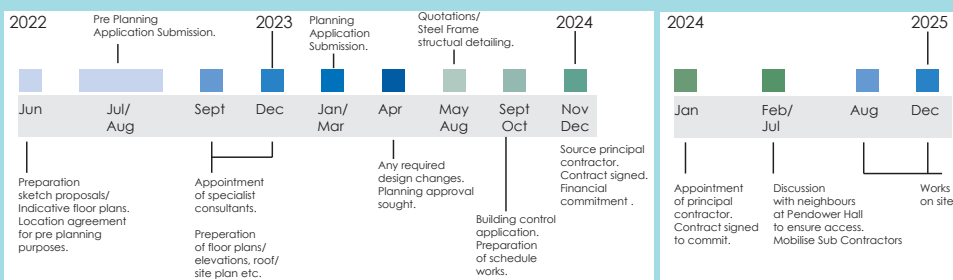 2022
Pre Planning
Application Submission.
2023
Planning
Application
Submission.
Quotations/
Steel Frame
structual detailing.
2024
Jun
Jul/
Aug
Sept
Dec
Jan/
Mar
Apr
May
Aug
Sept
Oct
Nov
Dec
Preparation
sketch proposals/
Indicative floor plans.
Location agreement
for pre planning
purposes.
Appointment
of specialist
consultants.
Preperation
of floor plans/
elevations, roof/
site plan etc.
Any required
design changes.
Planning approval
sought.
Building control
application.
Preparation
of schedule
works.
Source principal
contractor.
Contract signed.
Financial
commitment .
2024
2025
Jan
Feb/
Jul
Aug
Dec
Appointment
of principal
contractor.
Contract signed
to commit.
Discussion
with neighbours
at Pendower Hall
to ensure access.
Mobilise Sub Contractors
Works
on site